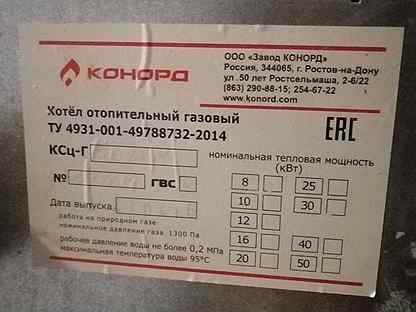 КОНОРД
ООО «Завод КОНОРД»
Россия, 344065, г. Ростов-на-Дону
ул 50 лет Ростсельмаша, 2-6/22
(863) 290-88-15; 254-67-22
www.konord.com
Котёл отопительный газовый
ТУ 4931-001-49788732-2014
EAC
КСц-Г
номинальная тепловая мощность
(кВт)
№
ГВС
8 25
10 30
12
16 40
20 50
Дата выпуска
работа на природном газе
номинальное давление газа 1300 Па
рабочее давление воды не более 0,2 МПа
максимальная температура воды 95°С